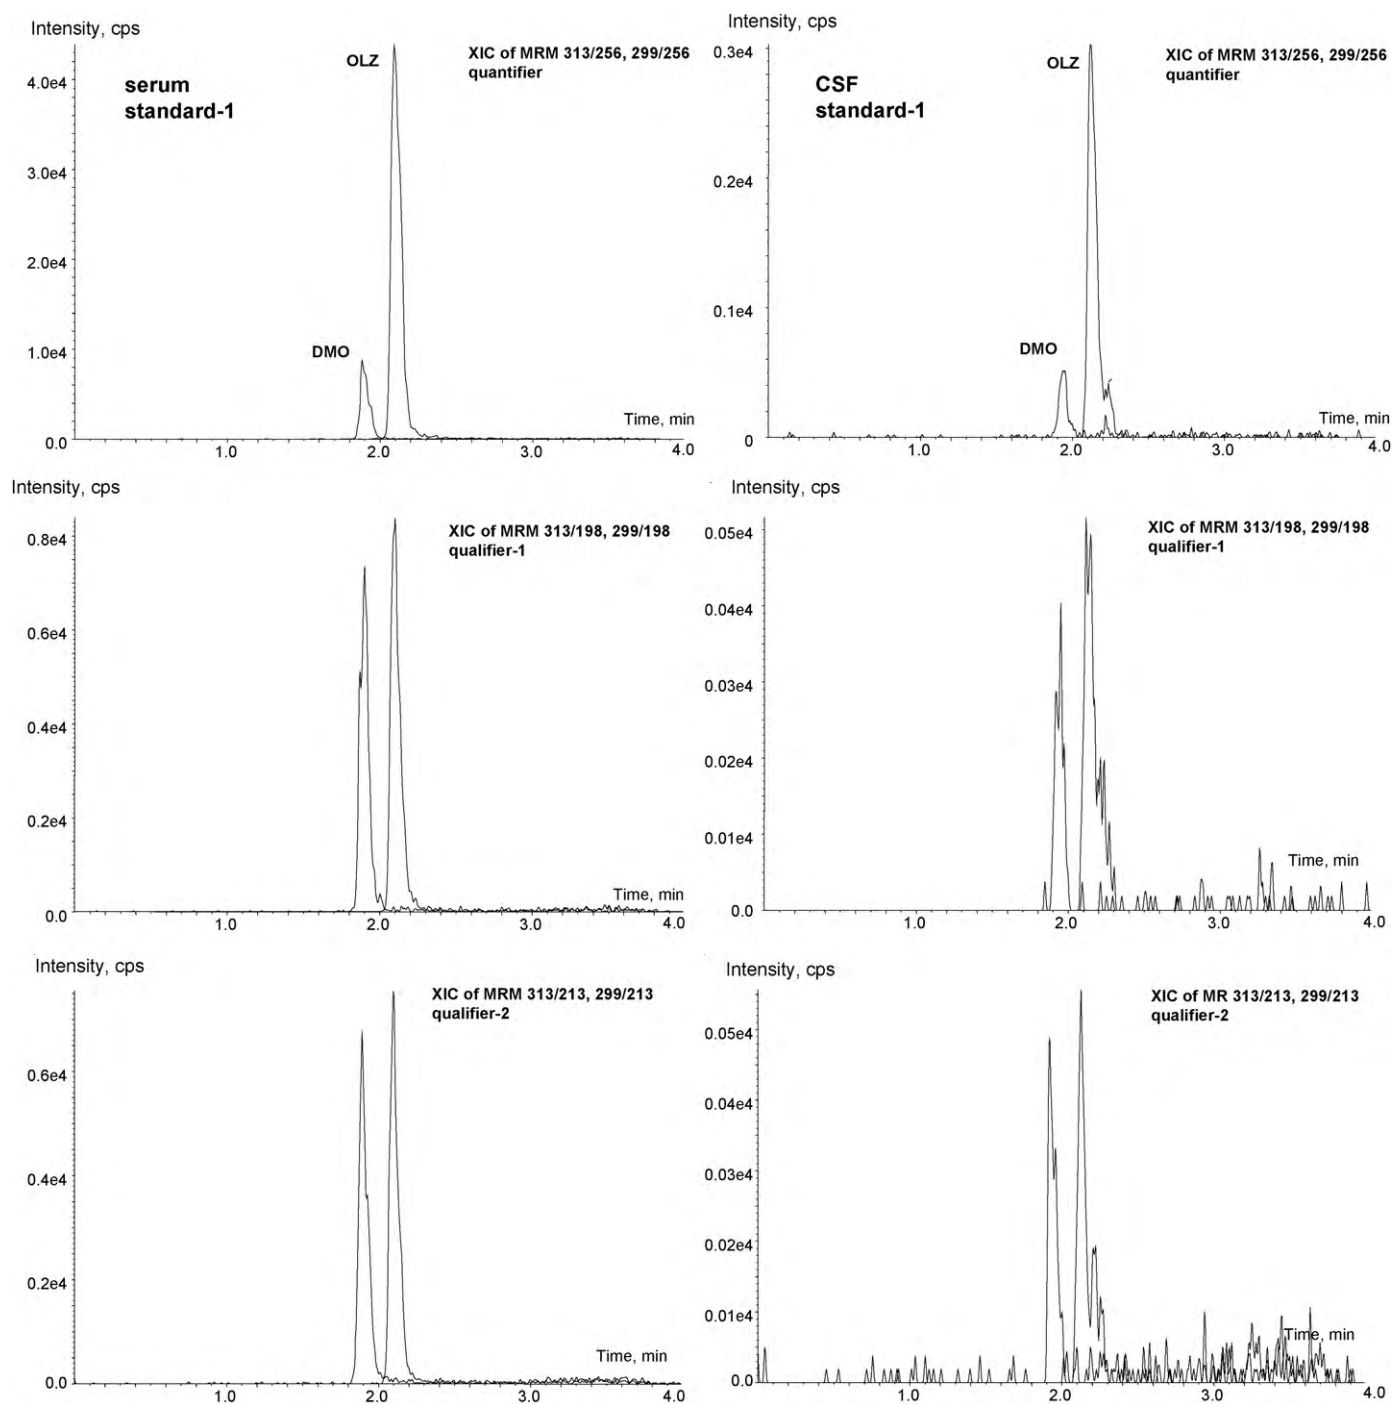 Intensity, cps
OLZ
XIC of MRM 313/256, 299/256
quantifier
serum
standard-1
4.0e4
3.0e4
2.0e4
DMO
1.0e4
Time, min
0.0
1.0
2.0
3.0
4.0
Intensity, cps
0.3e4
OLZ
XIC of MRM 313/256, 299/256
quantifier
CSF
standard-1
0.2e4
0.1e4
DMO
Time, min
0
1.0
2.0
3.0
4.0
Intensity, cps
XIC of MRM 313/198, 299/198
qualifier-1
0.8e4
0.6e4
0.4e4
0.2e4
Time, min
0.0
1.0
2.0
3.0
4.0
Intensity, cps
XIC of MRM 313/198, 299/198
qualifier-1
0.05e4
0.04e4
0.03e4
0.02e4
0.01e4
Time, min
0.0
1.0
2.0
3.0
4.0
Intensity, cps
XIC of MRM 313/213, 299/213
qualifier-2
0.6e4
0.4e4
0.2e4
Time, min
0.0
1.0
2.0
3.0
4.0
Intensity, cps
XIC of MR 313/213, 299/213
qualifier-2
0.05e4
0.04e4
0.03e4
0.02e4
0.01e4
Time, min
0.0
1.0
2.0
3.0
4.0